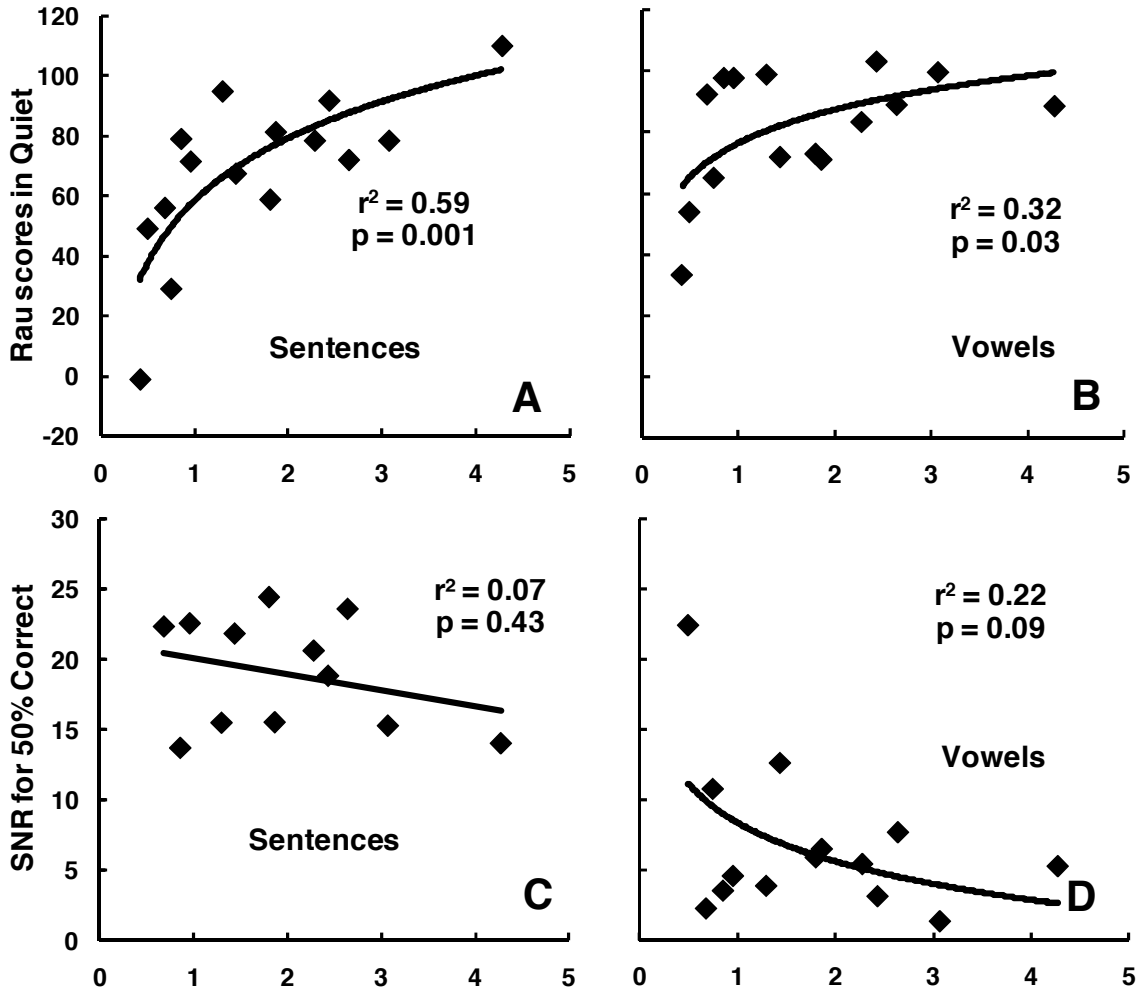 Rau scores in Quiet
120
100
80
60
40
20
0
-20
r² = 0.59
p = 0.001
Sentences
A
0 1 2 3 4 5
r² = 0.32
p = 0.03
Vowels
B
0 1 2 3 4 5
SNR for 50% Correct
30
25
20
15
10
5
0
r² = 0.07
p = 0.43
Sentences
C
0 1 2 3 4 5
r² = 0.22
p = 0.09
Vowels
D
0 1 2 3 4 5